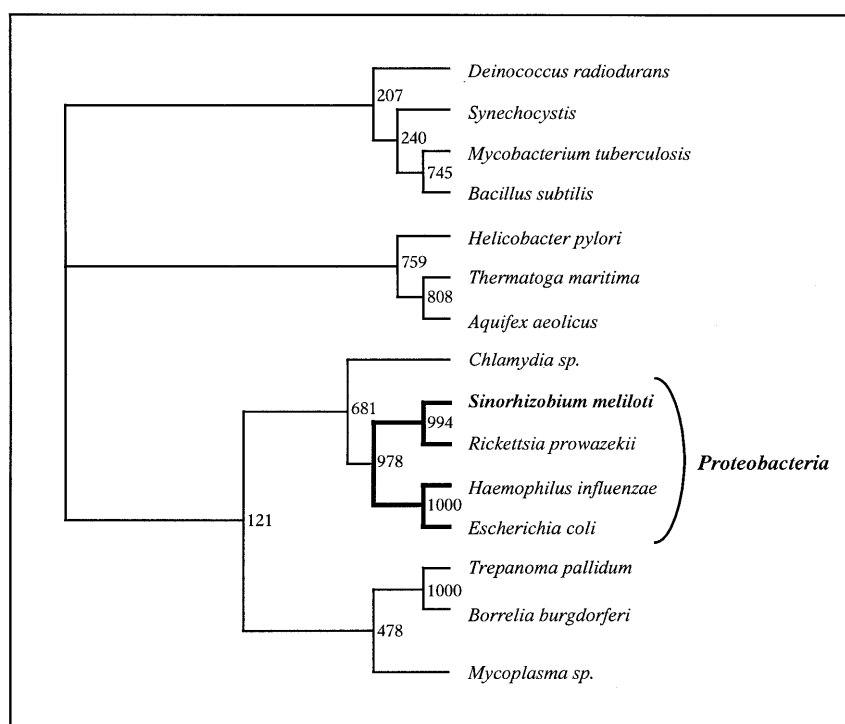 Deinococcus radiodurans
207
Synechocystis
240
Mycobacterium tuberculosis
745
Bacillus subtilis
Helicobacter pylori
759
Thermatoga maritima
808
Aquifex aeolicus
Chlamydia sp.
681
Sinorhizobium meliloti
994
Rickettsia prowazekii
978
Proteobacteria
Haemophilus influenzae
1000
121
Escherichia coli
Trepanoma pallidum
1000
Borrelia burgdorferi
478
Mycoplasma sp.